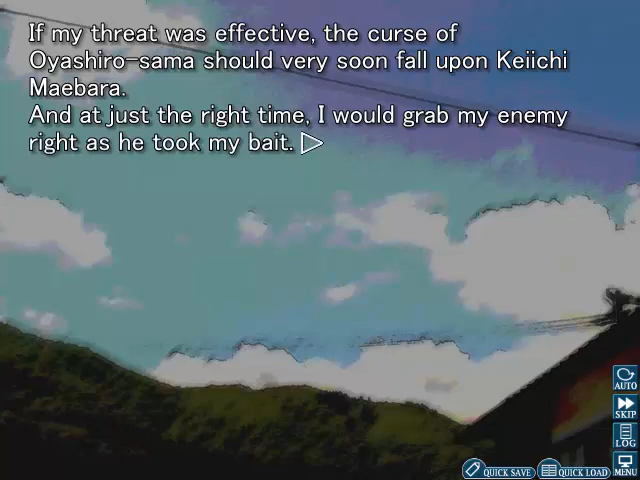 If my threat was effective, the curse of
Oyashiro-sama should very soon fall upon Keiichi
Maebara.
And at just the right time, I would grab my enemy
right as he took my bait.
AUTO
SKIP
LOG
MENU
QUICK SAVE
QUICK LOAD